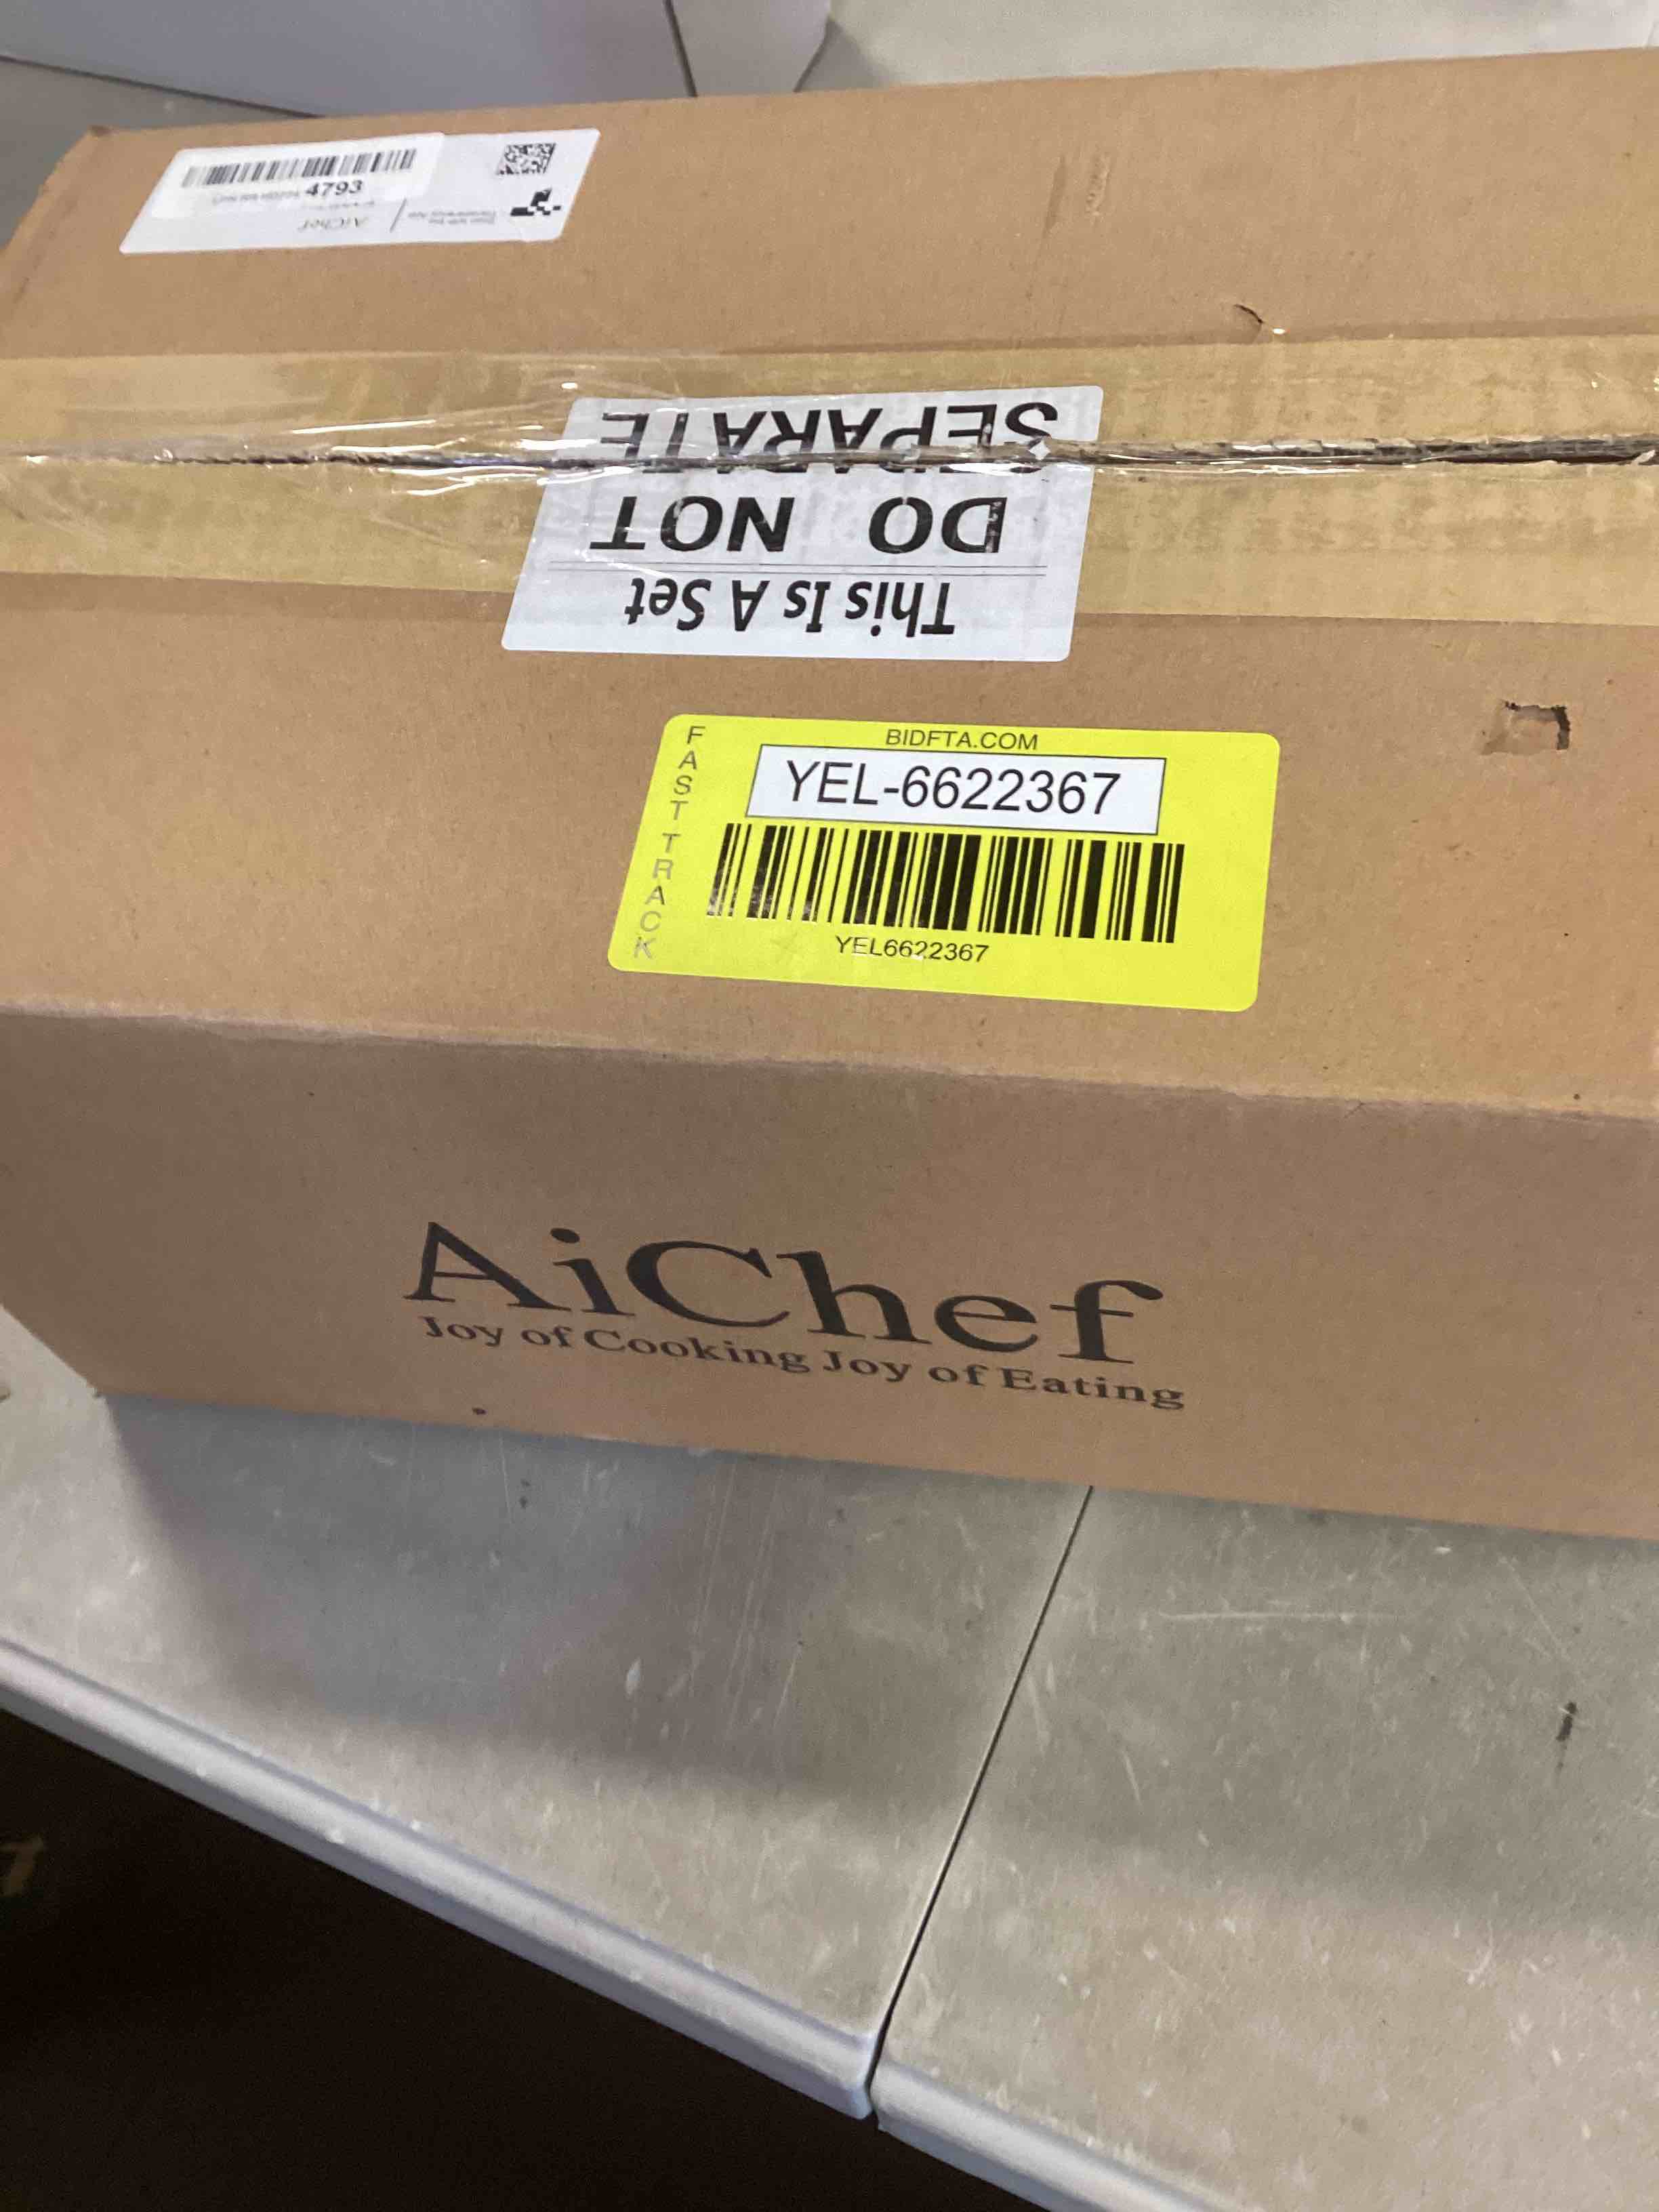 4793
AiChef
This Is A Set
DO NOT
SEPARATE
FAST TRACK
BIDFTA.COM
YEL-6622367
YEL6622367
AiChef
Joy of Cooking Joy of Eating